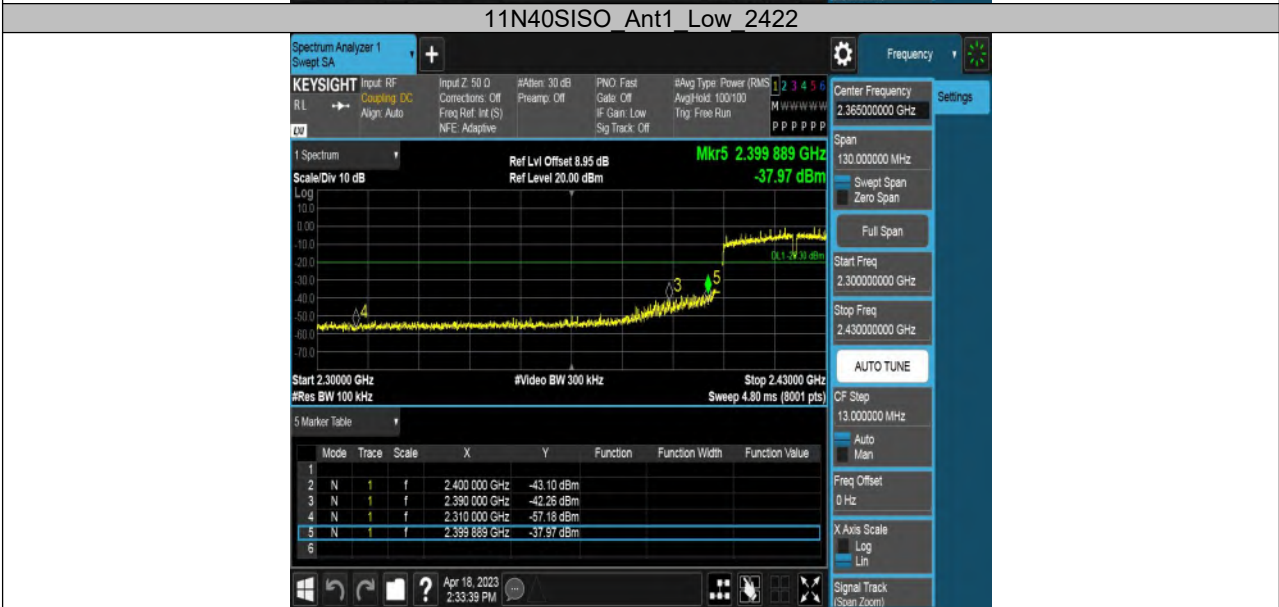 11N40SISO_Ant1_Low_2422
Spectrum Analyzer 1
Swept SA
+
Frequency
KEYSIGHT
RL
Input: RF
Coupling: DC
Align: Auto
Input Z: 50 Ω
Corrections: Off
Freq Ref: Int (S)
NFE: Adaptive
#Atten: 30 dB
Preamp: Off
PNO: Fast
Gate: Off
IF Gain: Low
Sig Track: Off
#Avg Type: Power (RMS
Avg|Hold: 100/100
Trig: Free Run
1 2 3 4 5 6
M W W W W W
P P P P P P
Center Frequency
2.365000000 GHz
Settings
Span
130.000000 MHz
Swept Span
Zero Span
Full Span
Start Freq
2.300000000 GHz
Stop Freq
2.430000000 GHz
AUTO TUNE
CF Step
13.000000 MHz
Auto
Man
Freq Offset
0 Hz
X Axis Scale
Log
Lin
Signal Track
(Span Zoom)
1 Spectrum
Scale/Div 10 dB
Ref Lvl Offset 8.95 dB
Ref Level 20.00 dBm
Mkr5 2.399 889 GHz
-37.97 dBm
Log
10.0
0.00
-10.0
-20.0
-30.0
-40.0
-50.0
-60.0
-70.0
4
3
5
Start 2.30000 GHz
#Res BW 100 kHz
#Video BW 300 kHz
Stop 2.43000 GHz
Sweep 4.80 ms (8001 pts)
5 Marker Table
Mode Trace Scale X Y Function Function Width Function Value
1
2 N 1 f 2.400 000 GHz -43.10 dBm
3 N 1 f 2.390 000 GHz -42.26 dBm
4 N 1 f 2.310 000 GHz -57.18 dBm
5 N 1 f 2.399 889 GHz -37.97 dBm
6
?
Apr 18, 2023
2:33:39 PM